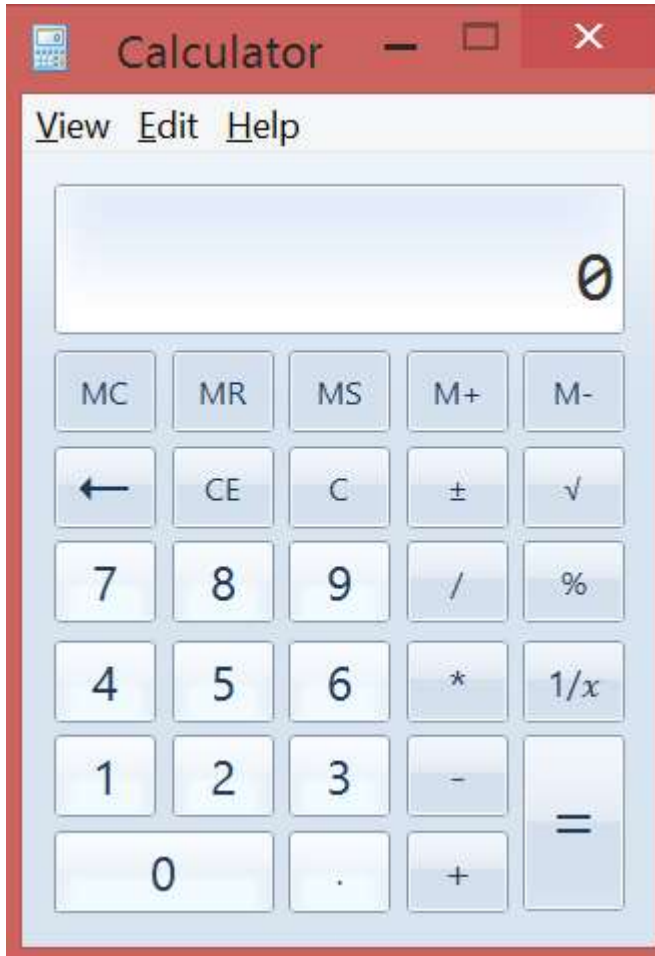 Calculator
View Edit Help
0
MC MR MS M+ M-
← CE C ± √
7 8 9 / %
4 5 6 * 1/x
1 2 3 - =
0 . +